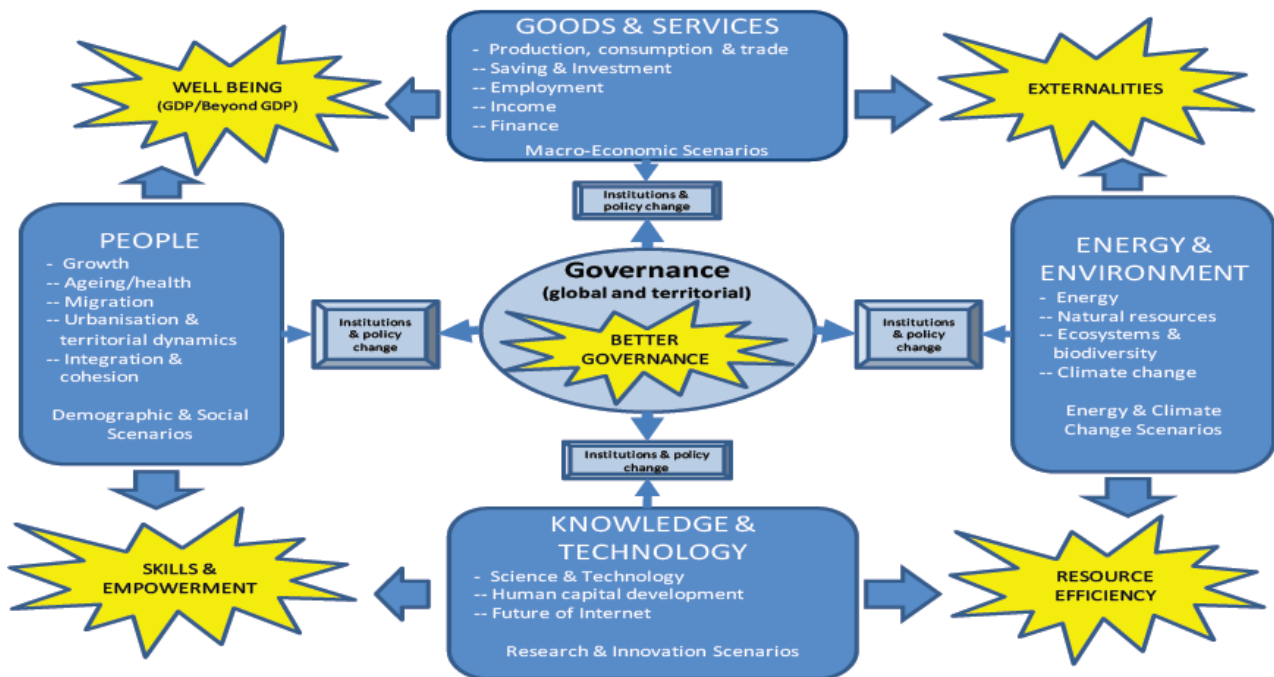 GOODS & SERVICES
- Production, consumption & trade
-- Saving & Investment
-- Employment
-- Income
-- Finance
Macro-Economic Scenarios
WELL BEING
(GDP/Beyond GDP)
EXTERNALITIES
Institutions &
policy change
PEOPLE
- Growth
-- Ageing/health
-- Migration
-- Urbanisation &
territorial dynamics
-- Integration &
cohesion
Demographic & Social
Scenarios
Institutions
& policy
change
Governance
(global and territorial)
BETTER
GOVERNANCE
Institutions
& policy
change
ENERGY &
ENVIRONMENT
- Energy
-- Natural resources
-- Ecosystems &
biodiversity
-- Climate change
Energy & Climate
Change Scenarios
Institutions & policy
change
SKILLS &
EMPOWERMENT
KNOWLEDGE &
TECHNOLOGY
- Science & Technology
-- Human capital development
-- Future of Internet
Research & Innovation Scenarios
RESOURCE
EFFICIENCY